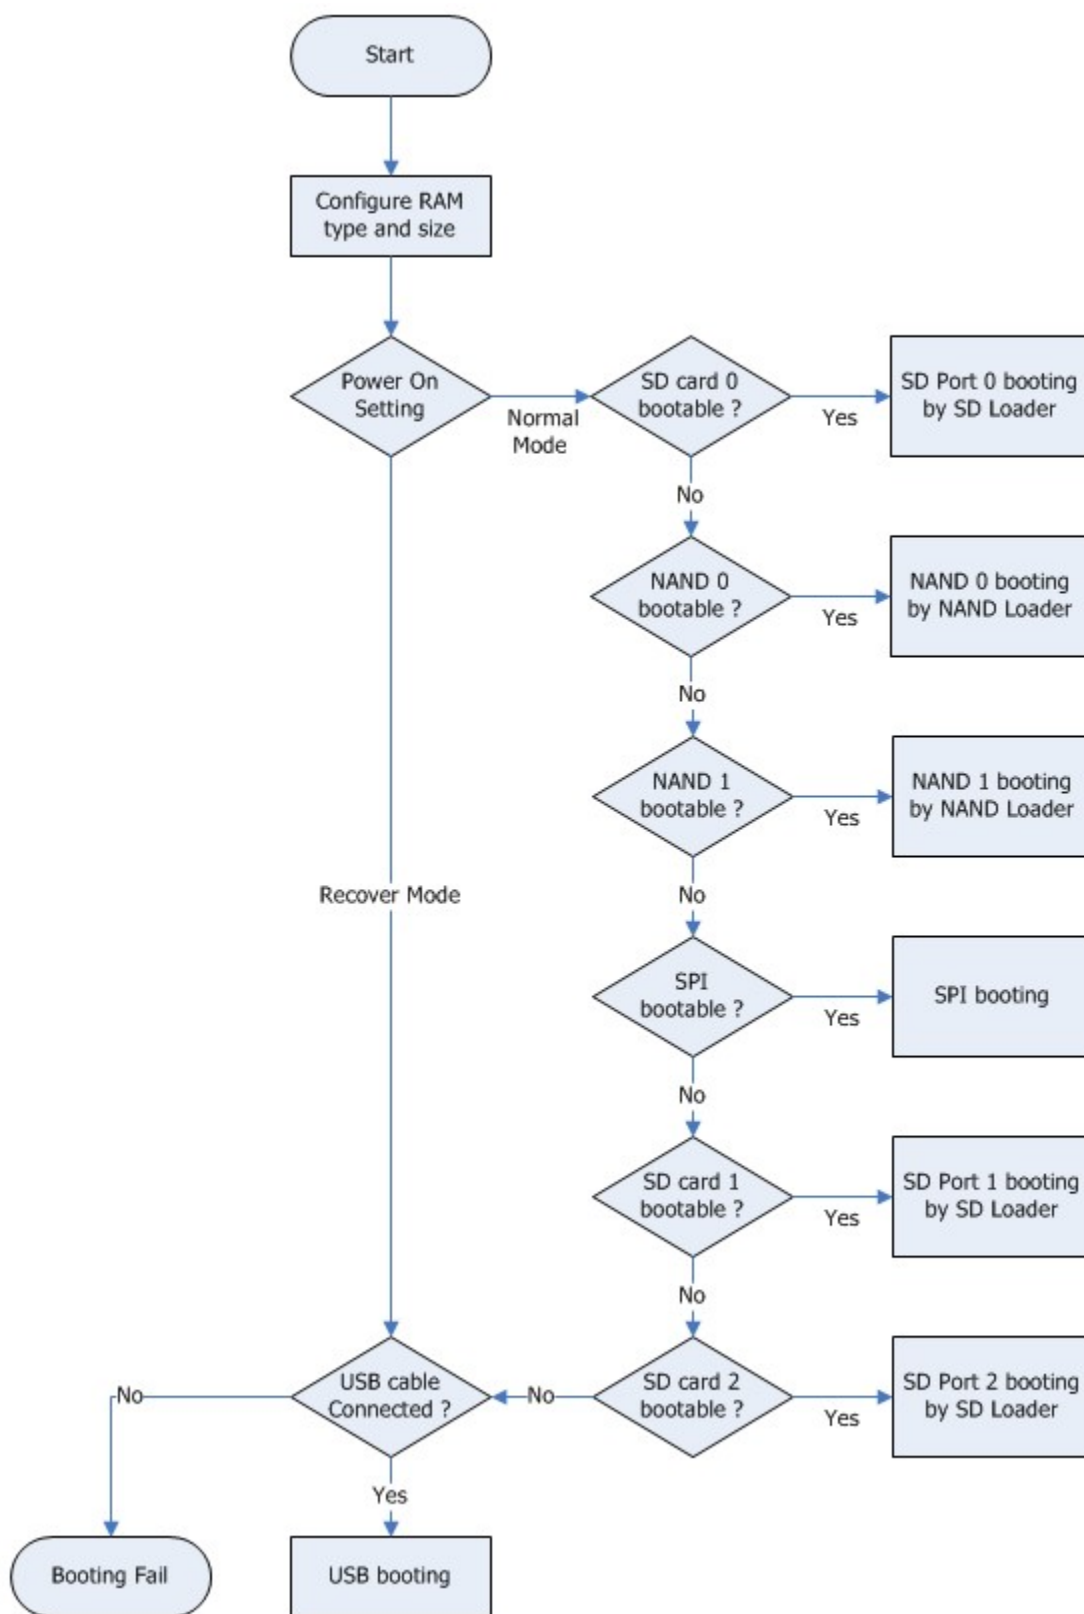 Start
Configure RAM
type and size
Power On
Setting
Normal
Mode
SD card 0
bootable ?
Yes
SD Port 0 booting
by SD Loader
No
NAND 0
bootable ?
Yes
NAND 0 booting
by NAND Loader
No
NAND 1
bootable ?
Yes
NAND 1 booting
by NAND Loader
Recover Mode
No
SPI
bootable ?
Yes
SPI booting
No
SD card 1
bootable ?
Yes
SD Port 1 booting
by SD Loader
No
SD card 2
bootable ?
Yes
SD Port 2 booting
by SD Loader
No
USB cable
Connected ?
No
Yes
Booting Fail
USB booting